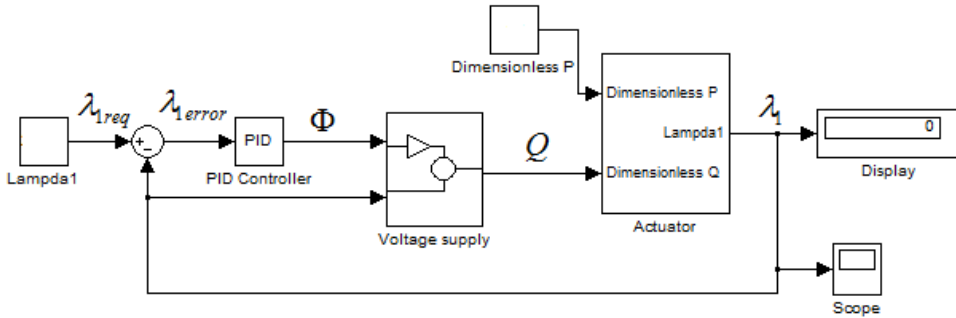 Dimensionless P
λ1req
λ1error
+
−
PID
Φ
Q
Dimensionless P
Lampda1
Dimensionless Q
λ1
0
Lampda1
PID Controller
Voltage supply
Actuator
Display
Scope